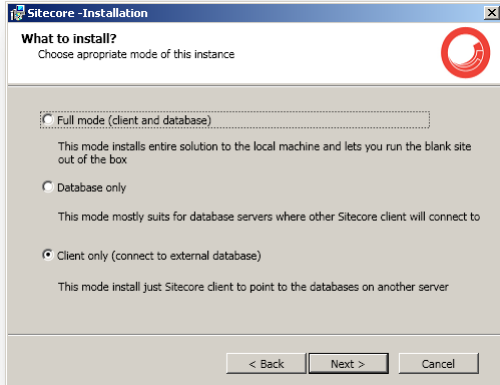 Sitecore -Installation
What to install?
Choose apropriate mode of this instance
Full mode (client and database)
This mode installs entire solution to the local machine and lets you run the blank site
out of the box
Database only
This mode mostly suits for database servers where other Sitecore client will connect to
Client only (connect to external database)
This mode install just Sitecore client to point to the databases on another server
< Back
Next >
Cancel